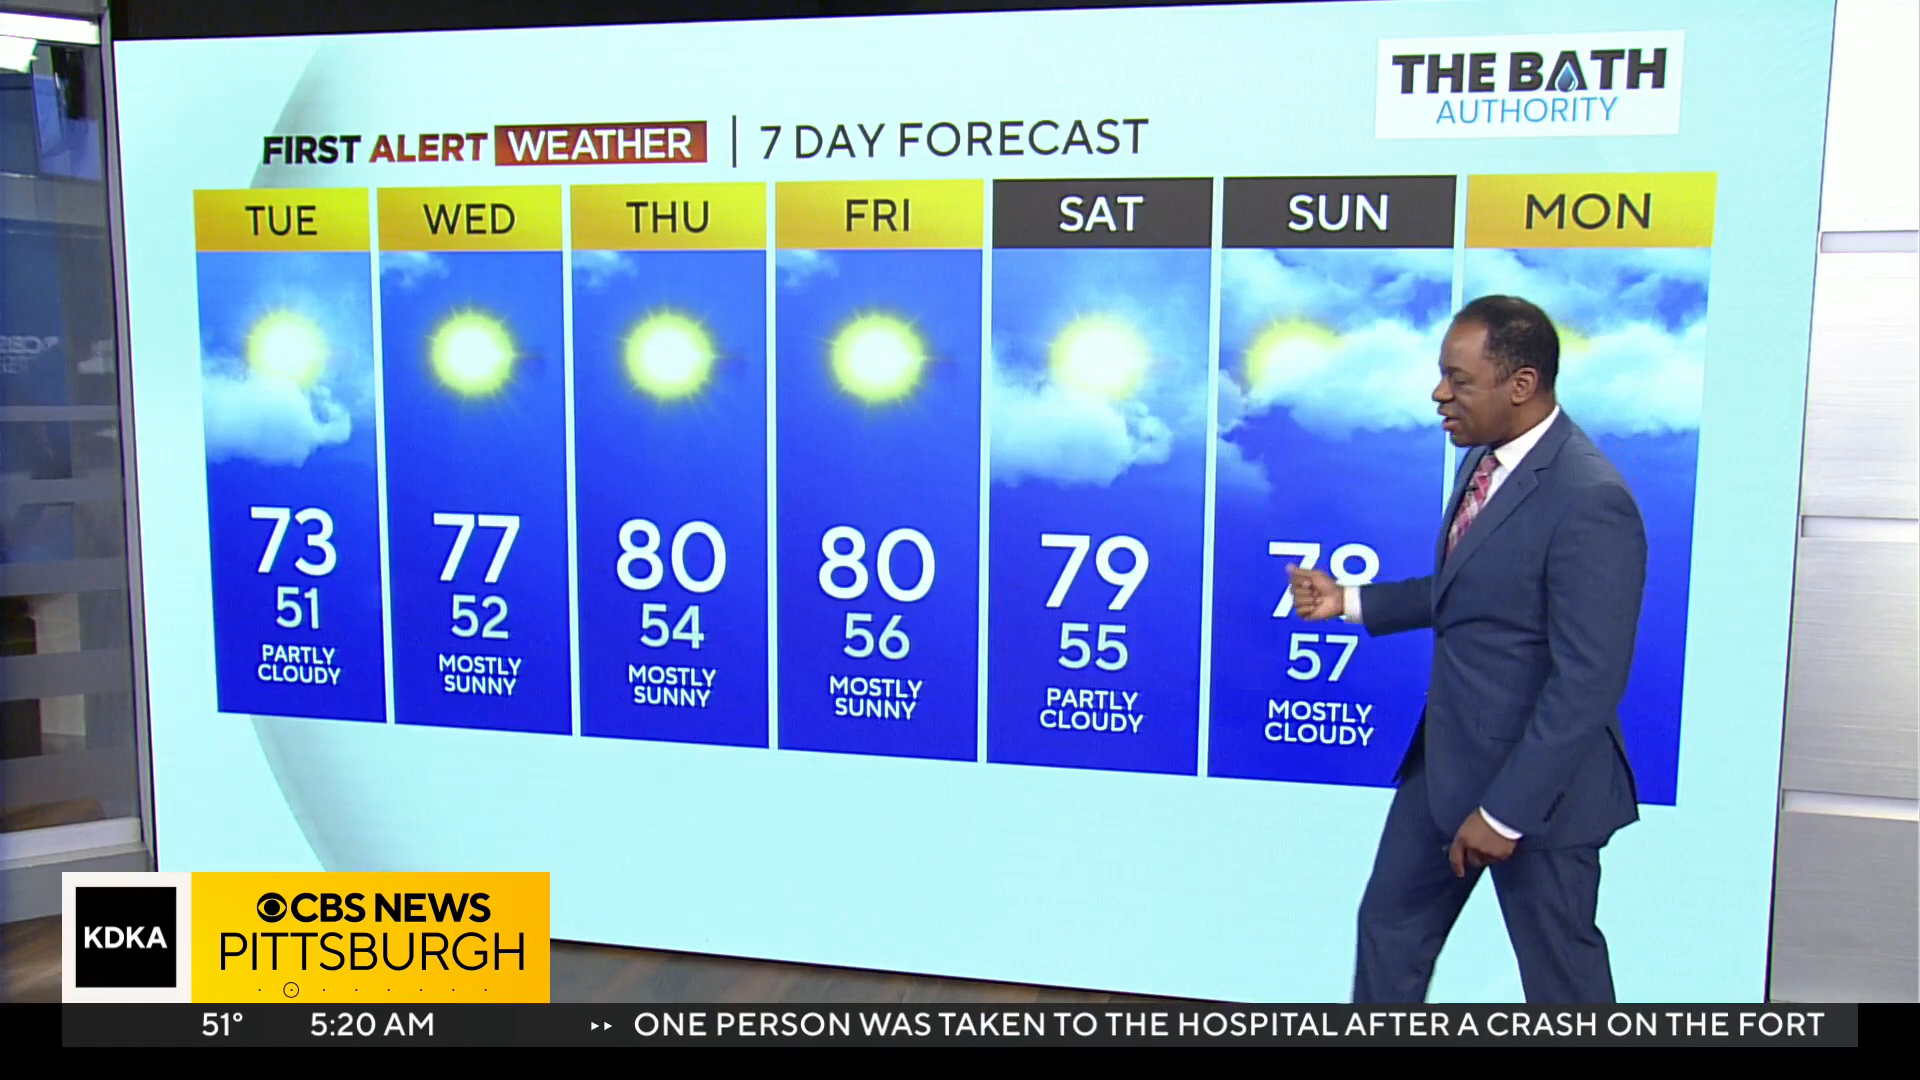 THE BATH
AUTHORITY
FIRST ALERT WEATHER | 7 DAY FORECAST
TUE
WED
THU
FRI
SAT
SUN
MON
73
51
PARTLY
CLOUDY
77
52
MOSTLY
SUNNY
80
54
MOSTLY
SUNNY
80
56
MOSTLY
SUNNY
79
55
PARTLY
CLOUDY
78
57
MOSTLY
CLOUDY
KDKA
CBS NEWS
PITTSBURGH
51° 5:20 AM ONE PERSON WAS TAKEN TO THE HOSPITAL AFTER A CRASH ON THE FORT